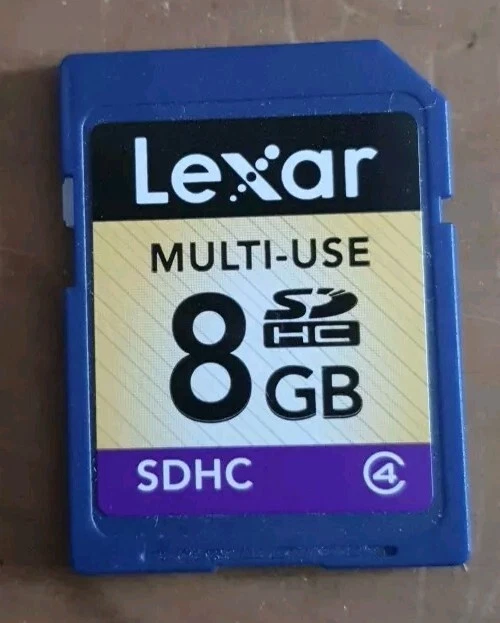 Lexar
MULTI-USE
8 GB
SD
HC
SDHC
4